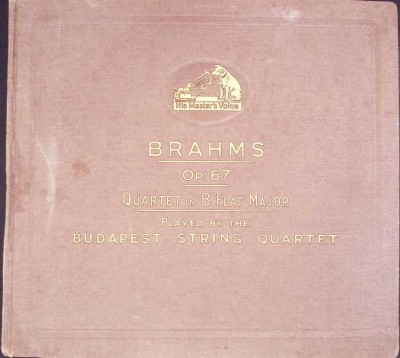 His Master's Voice
BRAHMS
OP. 67
QUARTET IN B FLAT MAJOR
PLAYED BY THE
BUDAPEST STRING QUARTET